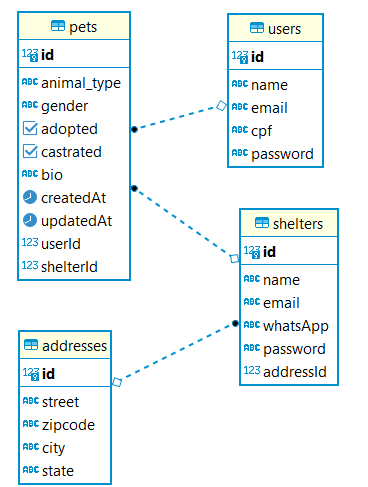 pets
123 id
ABC animal_type
ABC gender
adopted
castrated
ABC bio
createdAt
updatedAt
123 userId
123 shelterId
users
123 id
ABC name
ABC email
ABC cpf
ABC password
shelters
123 id
ABC name
ABC email
ABC whatsApp
ABC password
123 addressId
addresses
123 id
ABC street
ABC zipcode
ABC city
ABC state